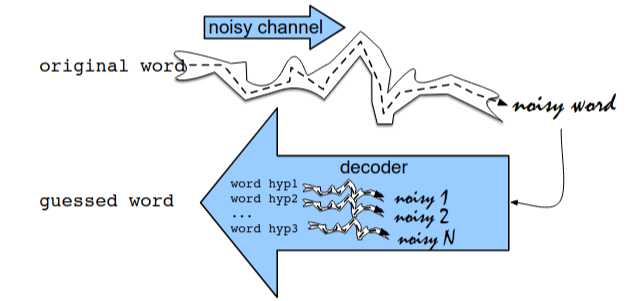 noisy channel
original word
noisy word
decoder
word hyp1
noisy 1
word hyp2
noisy 2
...
word hyp3
noisy N
guessed word